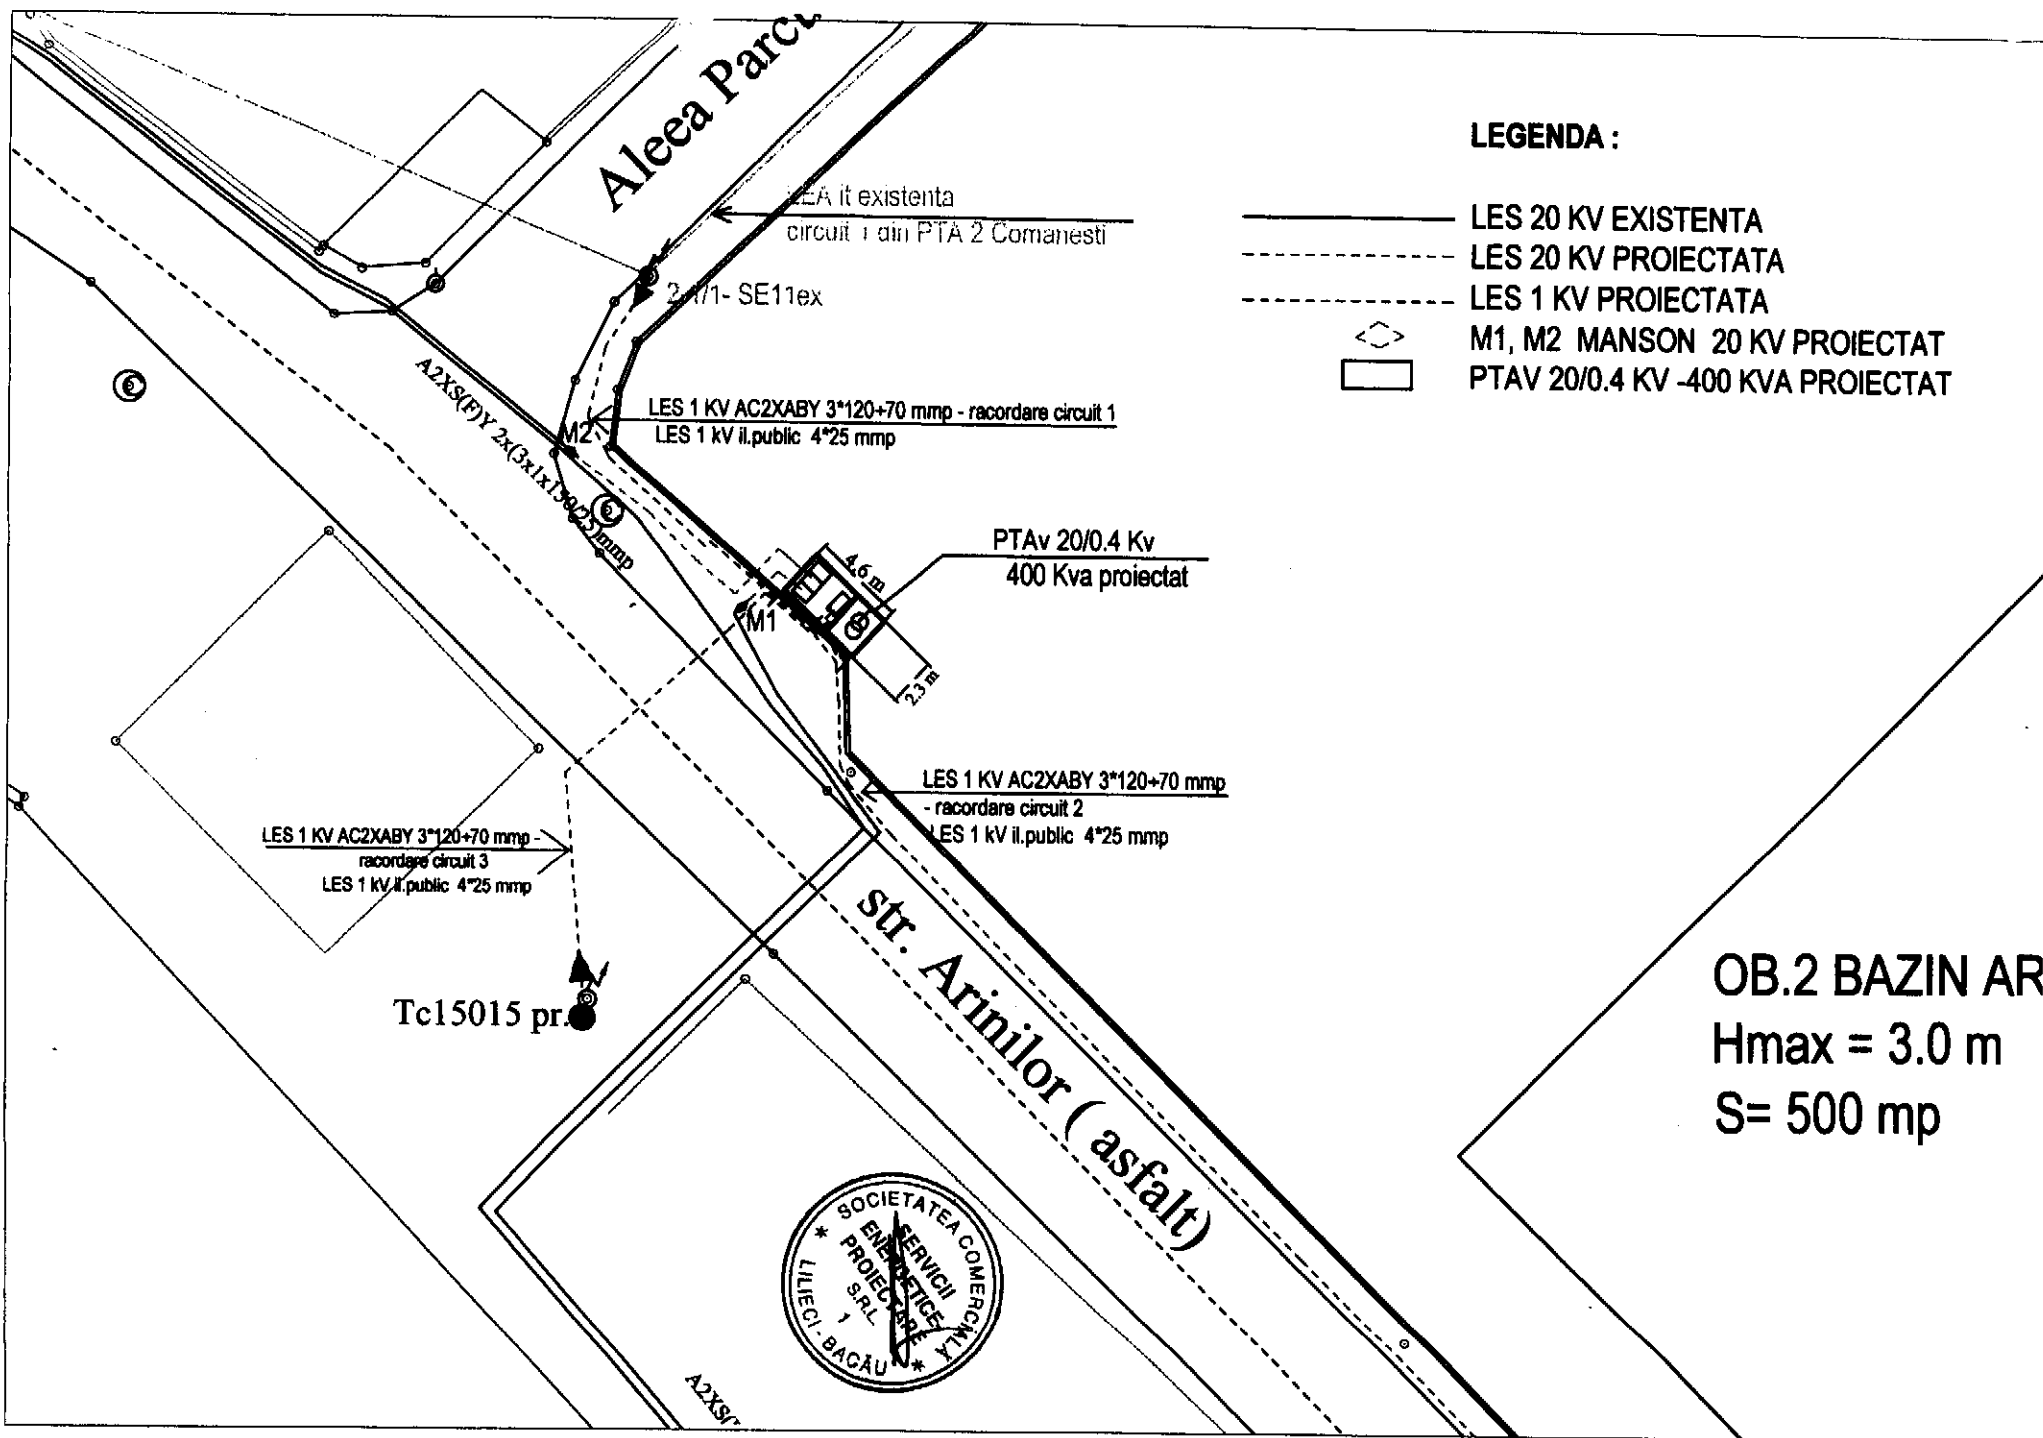 Aleea
LEGENDA :
LES 20 KV EXISTENTA
LES 20 KV PROIECTATA
LES 1 KV PROIECTATA
M1, M2 MANSON 20 KV PROIECTAT
PTAV 20/0.4 KV -400 KVA PROIECTAT
existenta
circuit 1 din PTA 2 Comanesti
SE11ex
A2XS(F)Y 2x(3x1x150/25)mmp
LES 1 KV AC2XABY 3*120+70 mmp - racordare circuit 1
LES 1 kV il.public 4*25 mmp
M2
PTAv 20/0.4 Kv
400 Kva proiectat
4.6 m
M1
2.3 m
LES 1 KV AC2XABY 3*120+70 mmp
- racordare circuit 2
LES 1 kV il.public 4*25 mmp
LES 1 KV AC2XABY 3*120+70 mmp -
racordare circuit 3
LES 1 kV il.public 4*25 mmp
Tc15015 pr.
str. Arinilor ( asfalt)
OB.2 BAZIN
Hmax = 3.0 m
S= 500 mp
* SOCIETATEA COMERCIALĂ *
LILIECI - BACĂU
SERVICII
ENERGETICE
PROIECTARE
S.R.L.
1